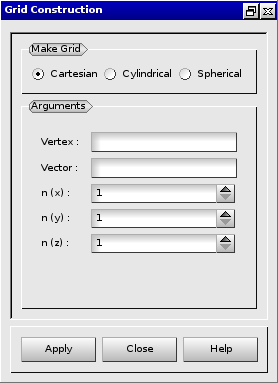 Grid Construction
Make Grid
Cartesian Cylindrical Spherical
Arguments
Vertex :
Vector :
n (x) : 1
n (y) : 1
n (z) : 1
Apply Close Help